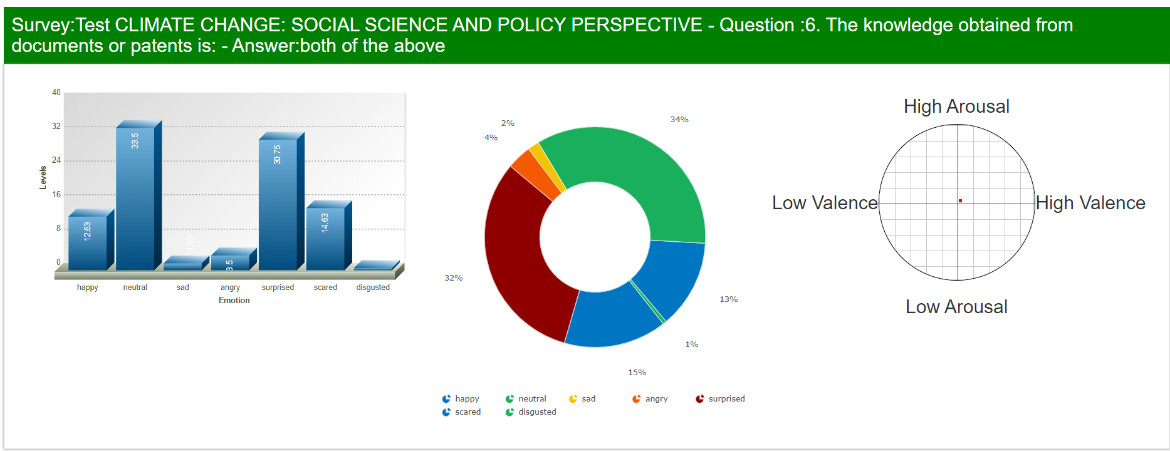 Survey:Test CLIMATE CHANGE: SOCIAL SCIENCE AND POLICY PERSPECTIVE - Question :6. The knowledge obtained from
documents or patents is: - Answer:both of the above
40
32
24
16
8
0
Levels
12.63
33.5
3.5
30.75
14.63
happy neutral sad angry surprised scared disgusted
Emotion
2%
4%
34%
32%
13%
1%
15%
happy neutral sad angry surprised
scared disgusted
High Arousal
Low Valence High Valence
Low Arousal